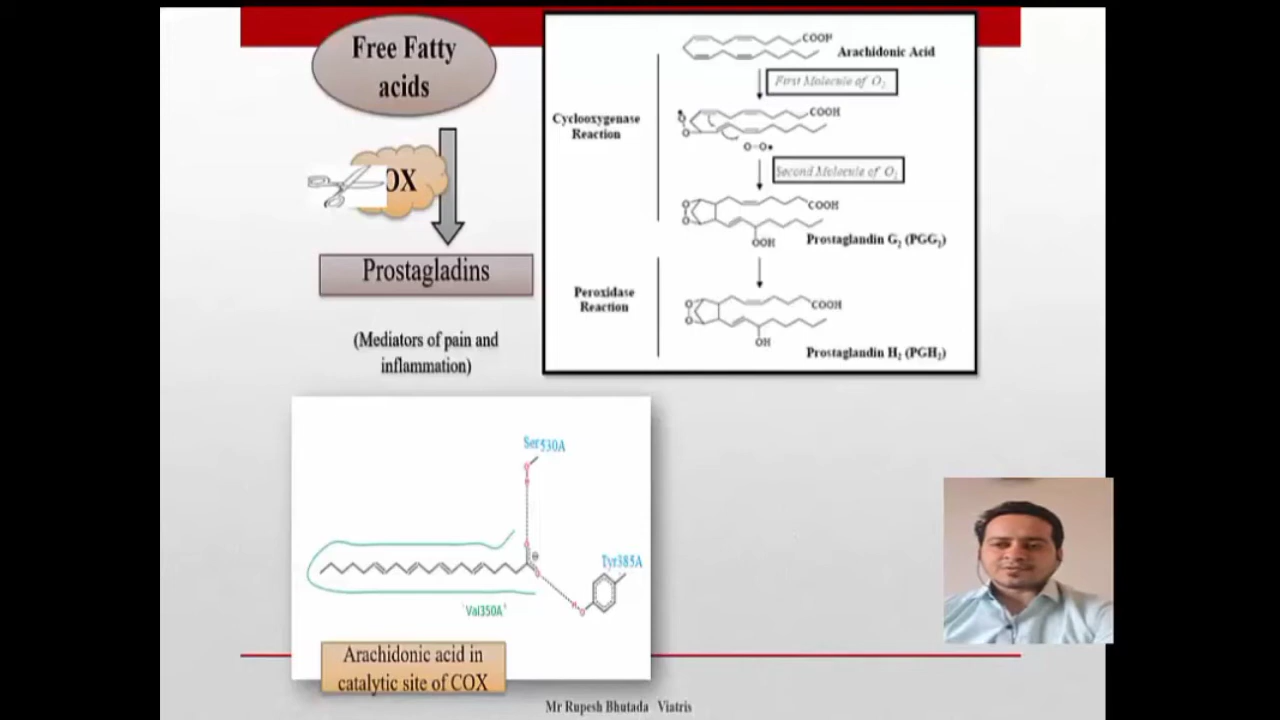 Free Fatty
acids
OX
Prostagladins
(Mediators of pain and
inflammation)
COOH
Arachidonic Acid
First Molecule of O₂
Cyclooxygenase
Reaction
COOH
O
O
O-O•
Second Molecule of O₂
COOH
O
O
OOH
Prostaglandin G₂ (PGG₂)
Peroxidase
Reaction
COOH
O
O
OH
Prostaglandin H₂ (PGH₂)
Ser530A
O
H
O
O
Tyr385A
H
O
'Val350A'
Arachidonic acid in
catalytic site of COX
Mr Rupesh Bhutada Viatris